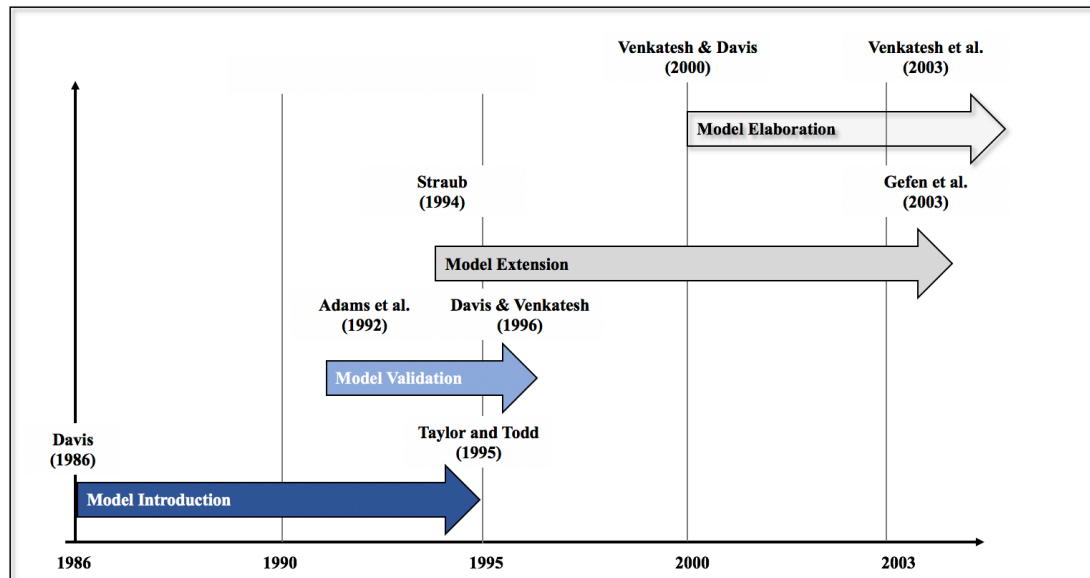 Venkatesh & Davis
(2000)
Venkatesh et al.
(2003)
Model Elaboration
Straub
(1994)
Gefen et al.
(2003)
Model Extension
Adams et al.
(1992)
Davis & Venkatesh
(1996)
Model Validation
Davis
(1986)
Taylor and Todd
(1995)
Model Introduction
1986
1990
1995
2000
2003